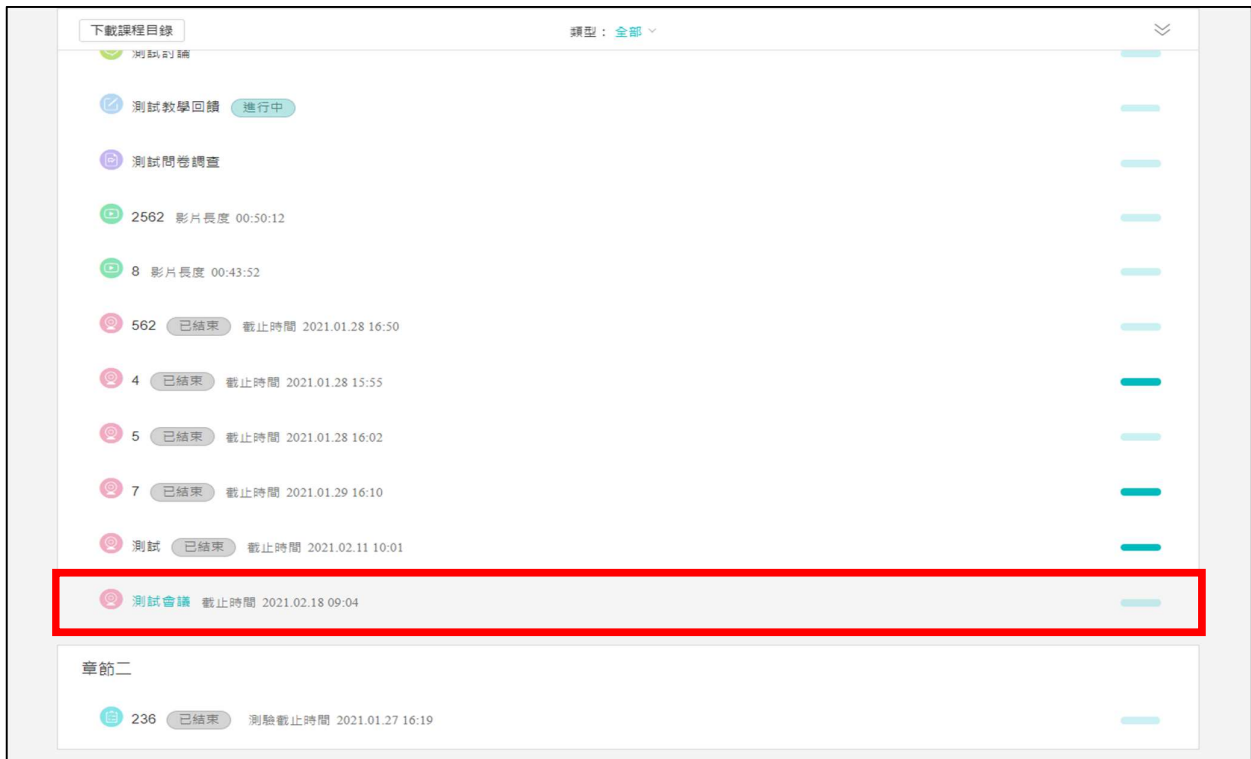 下載課程目錄 類型： 全部
測試討論
測試教學回饋 進行中
測試問卷調查
2562 影片長度 00:50:12
8 影片長度 00:43:52
562 已結束 截止時間 2021.01.28 16:50
4 已結束 截止時間 2021.01.28 15:55
5 已結束 截止時間 2021.01.28 16:02
7 已結束 截止時間 2021.01.29 16:10
測試 已結束 截止時間 2021.02.11 10:01
測試會議 截止時間 2021.02.18 09:04
章節二
236 已結束 測驗截止時間 2021.01.27 16:19